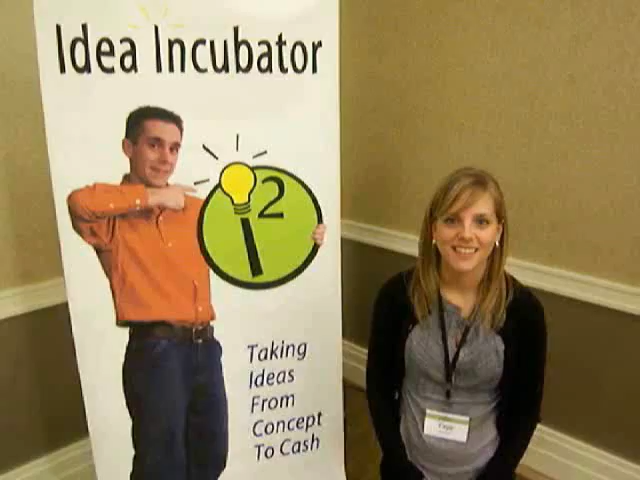 Idea Incubator
i2
Taking
Ideas
From
Concept
To Cash